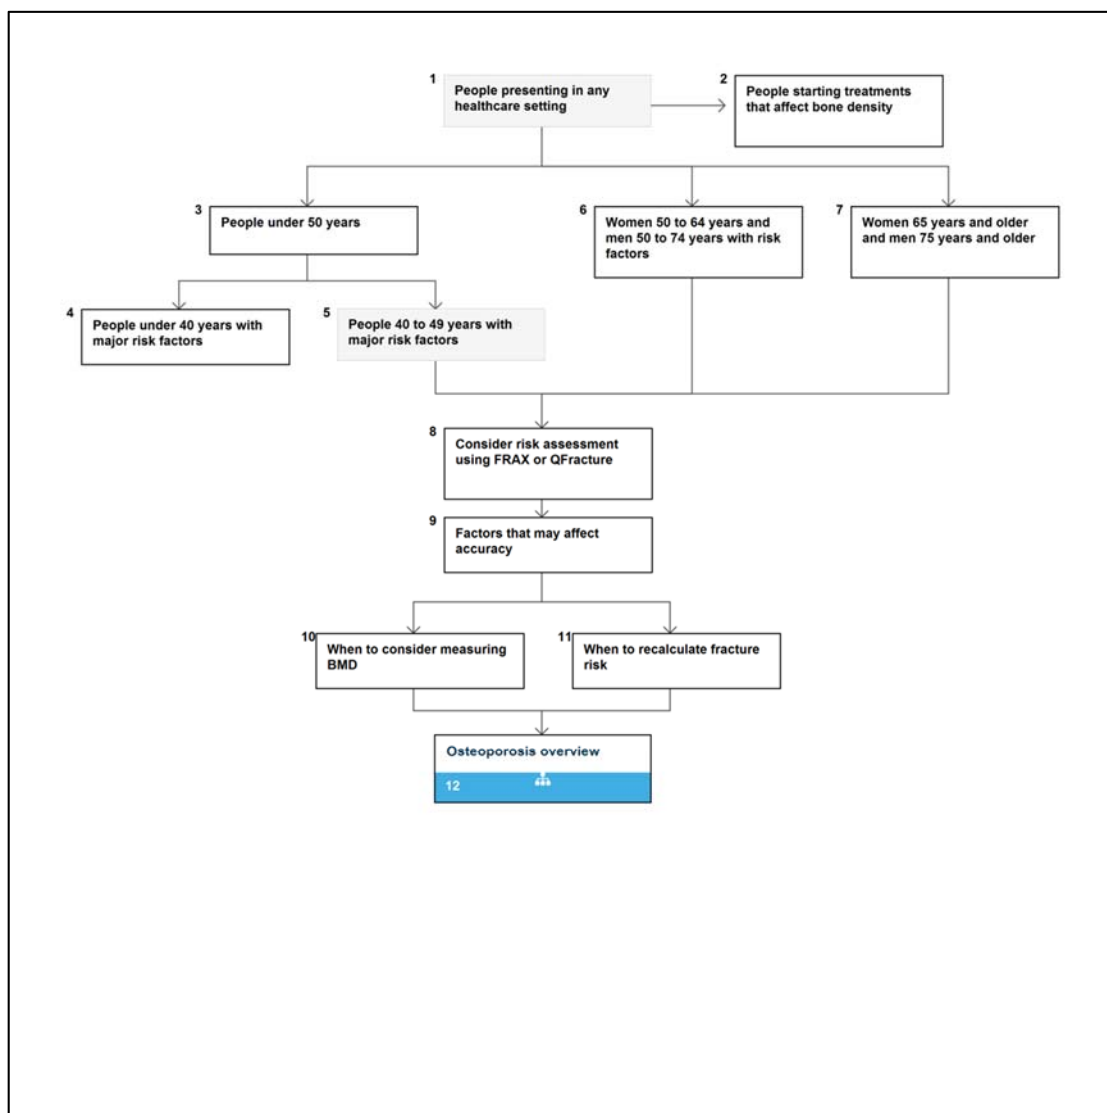 1
People presenting in any
healthcare setting
2
People starting treatments
that affect bone density
3
People under 50 years
6
Women 50 to 64 years and
men 50 to 74 years with risk
factors
7
Women 65 years and older
and men 75 years and older
4
People under 40 years with
major risk factors
5
People 40 to 49 years with
major risk factors
8
Consider risk assessment
using FRAX or QFracture
9
Factors that may affect
accuracy
10
When to consider measuring
BMD
11
When to recalculate fracture
risk
Osteoporosis overview
12